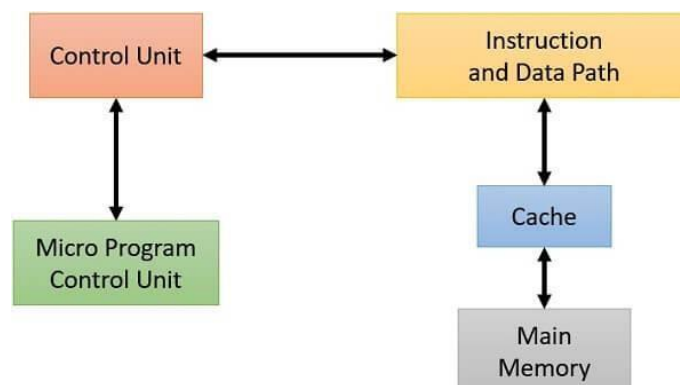 Control Unit
Instruction
and Data Path
Micro Program
Control Unit
Cache
Main
Memory